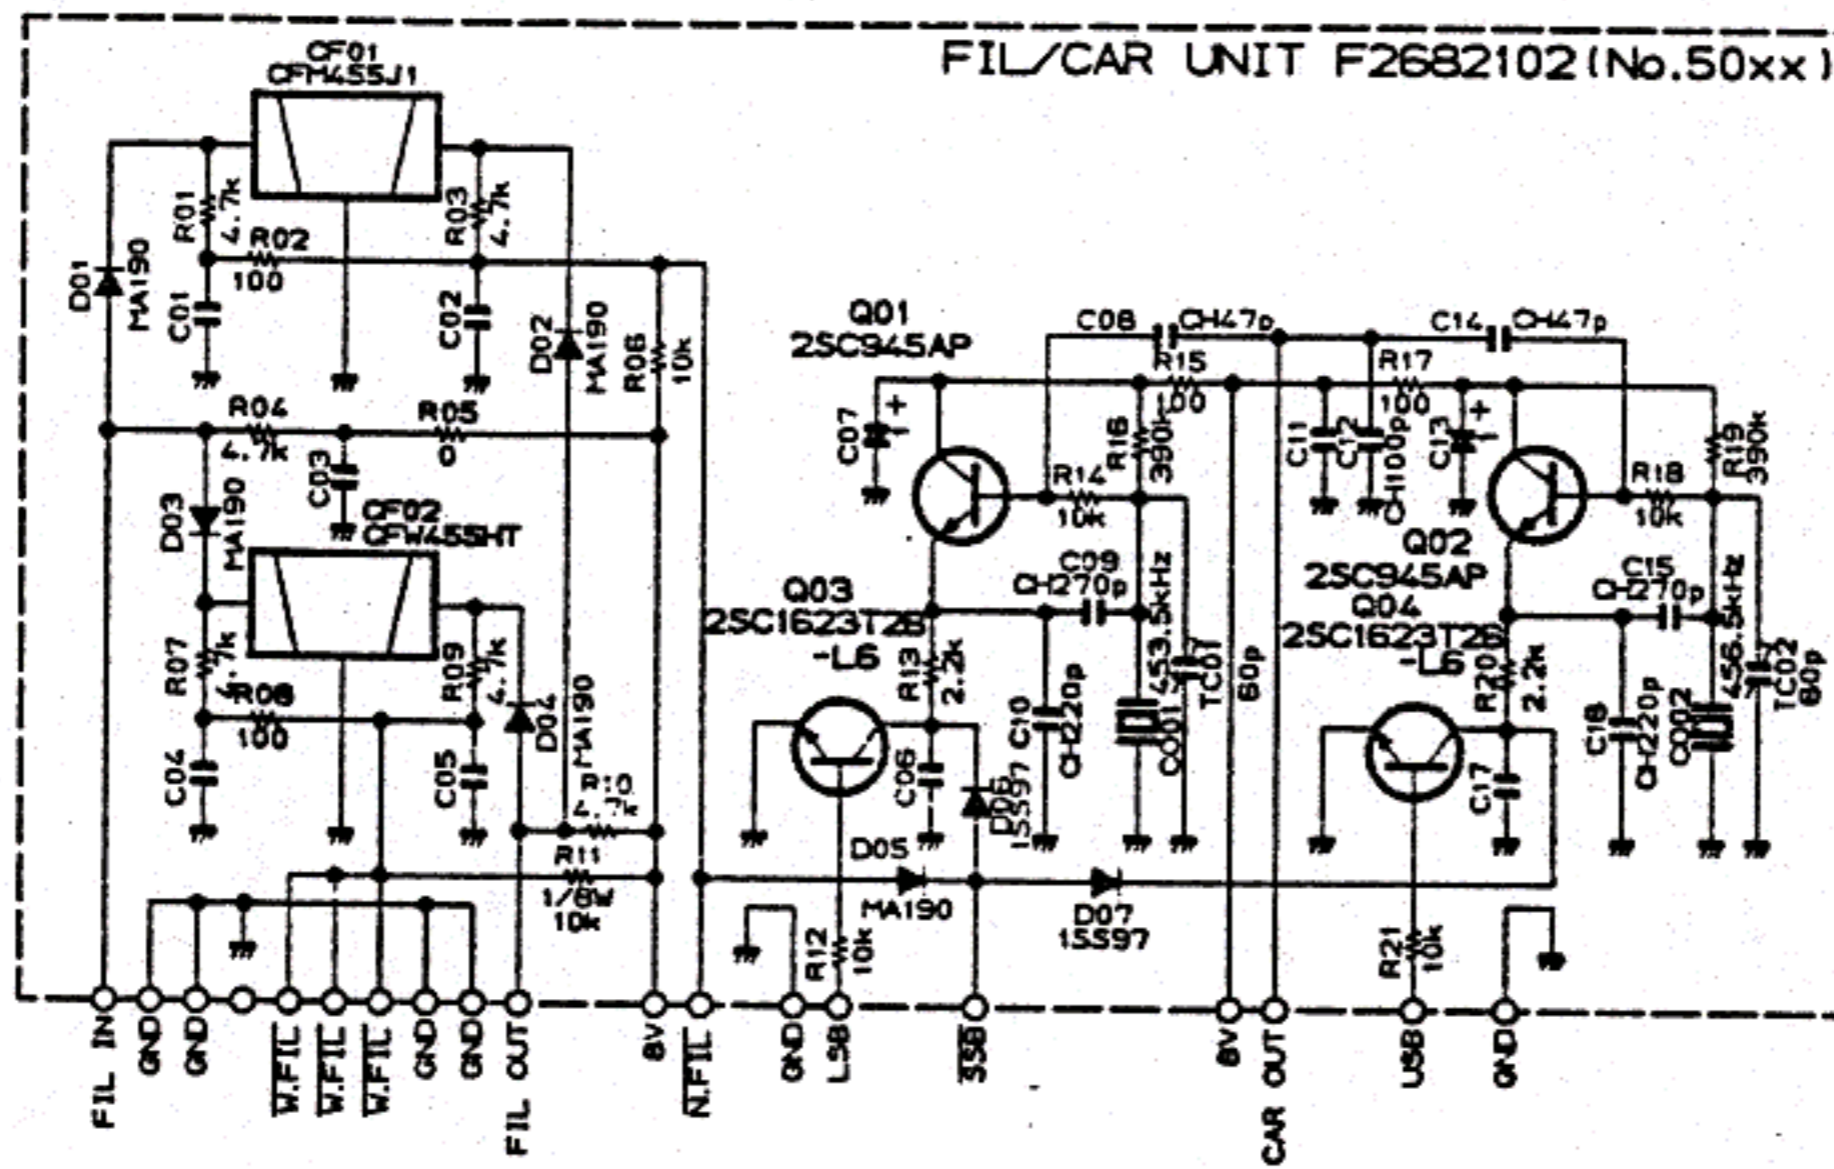 FIL/CAR UNIT F2682102(No.50xx)
CF01
CFM455J1
R01
4.7k
R03
4.7k
R02
100
D01
MA190
C01
C02
D02
MA190
R06
10k
R04
4.7k
R05
0
C03
D03
MA190
CF02
CFW455HT
R07
4.7k
R09
4.7k
R08
100
D04
MA190
C04
C05
R10
4.7k
R11
1/8W
10k
Q01
2SC945AP
C08
CH47p
R15
100
C14
CH47p
R17
100
C07
+
R16
390k
C11
C12
CH100p
C13
+
R19
390k
R14
10k
R18
10k
Q02
2SC945AP
C09
CH270p
C15
CH270p
Q03
2SC1623T2B
-L6
Q04
2SC1623T2B
-L6
R13
2.2k
R20
2.2k
C10
CH220p
CO01
453.5kHz
TC01
60p
C18
CH220p
CO02
456.5kHz
TC02
60p
C06
D06
1SS97
C17
D05
MA190
D07
1SS97
R12
10k
R21
10k
FIL IN
GND
GND
W.FIL
W.FIL
W.FIL
GND
GND
FIL OUT
8V
N.FIL
GND
LSB
SSB
8V
CAR OUT
USB
GND